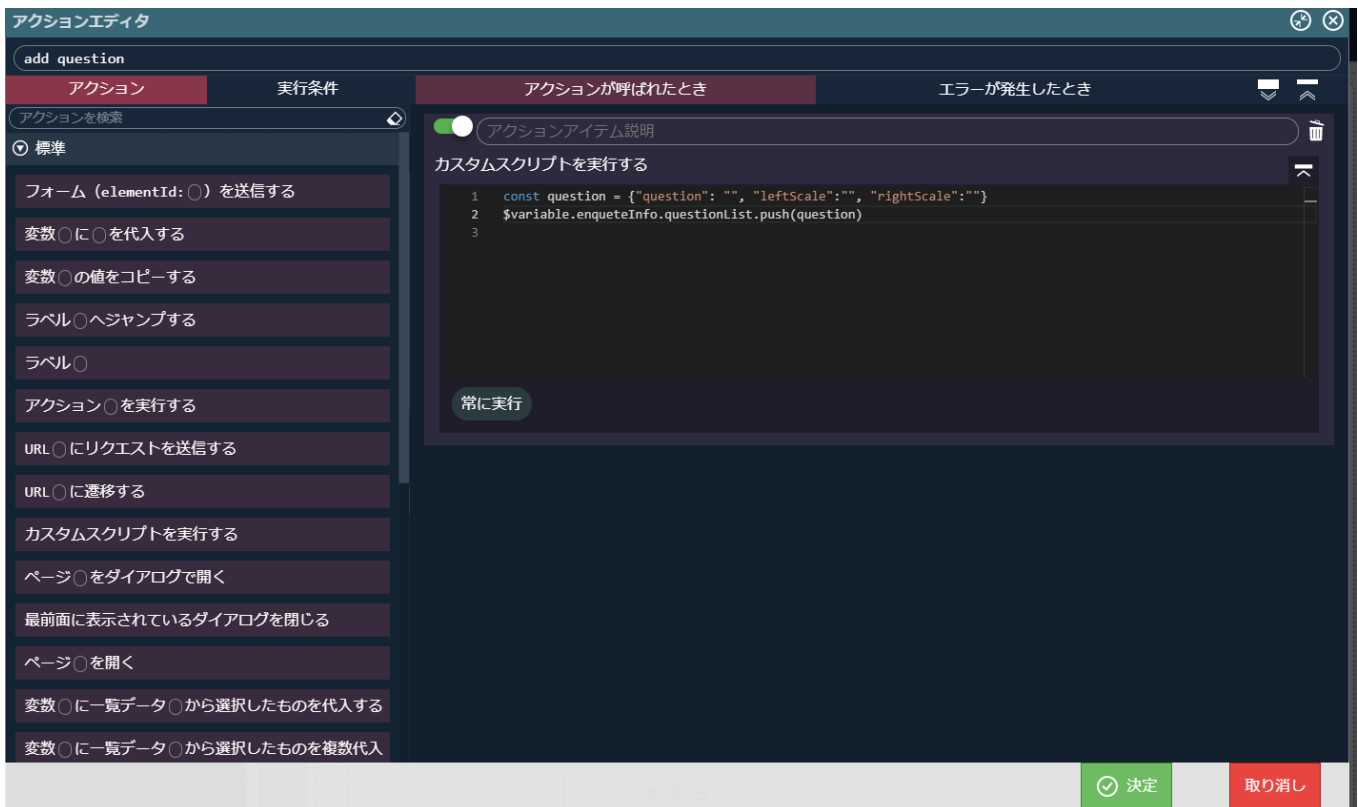 アクションエディタ
add question
アクション
実行条件
アクションが呼ばれたとき
エラーが発生したとき
アクションを検索
標準
フォーム (elementId:○) を送信する
変数○に○を代入する
変数○の値をコピーする
ラベル○へジャンプする
ラベル○
アクション○を実行する
URL○にリクエストを送信する
URL○に遷移する
カスタムスクリプトを実行する
ページ○をダイアログで開く
最前面に表示されているダイアログを閉じる
ページ○を開く
変数○に一覧データ○から選択したものを代入する
変数○に一覧データ○から選択したものを複数代入
アクションアイテム説明
カスタムスクリプトを実行する
1 const question = {"question": "", "leftScale":"", "rightScale":""}
2 $variable.enqueteInfo.questionList.push(question)
3
常に実行
決定
取り消し